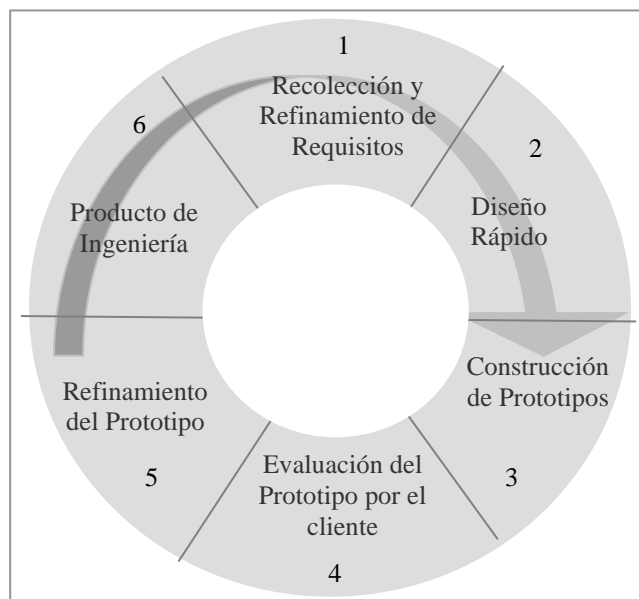 1
Recolección y
Refinamiento de
Requisitos
2
Diseño
Rápido
Construcción
de Prototipos
3
Evaluación del
Prototipo por el
cliente
4
Refinamiento
del Prototipo
5
6
Producto de
Ingeniería